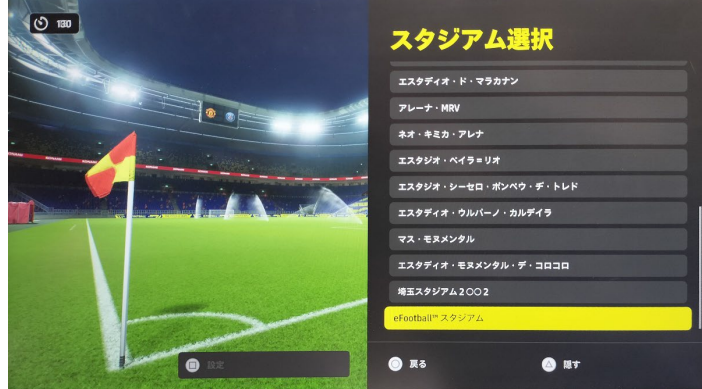 130
KONAMI
設定
スタジアム選択
エスタディオ・ド・マラカナン
アレーナ・MRV
ネオ・キミカ・アレナ
エスタジオ・ベイラ=リオ
エスタジオ・シーセロ・ポンペウ・デ・トレド
エスタディオ・ウルバーノ・カルデイラ
マス・モヌメンタル
エスタディオ・モヌメンタル・デ・コロコロ
埼玉スタジアム2〇〇2
eFootball™ スタジアム
戻る
隠す